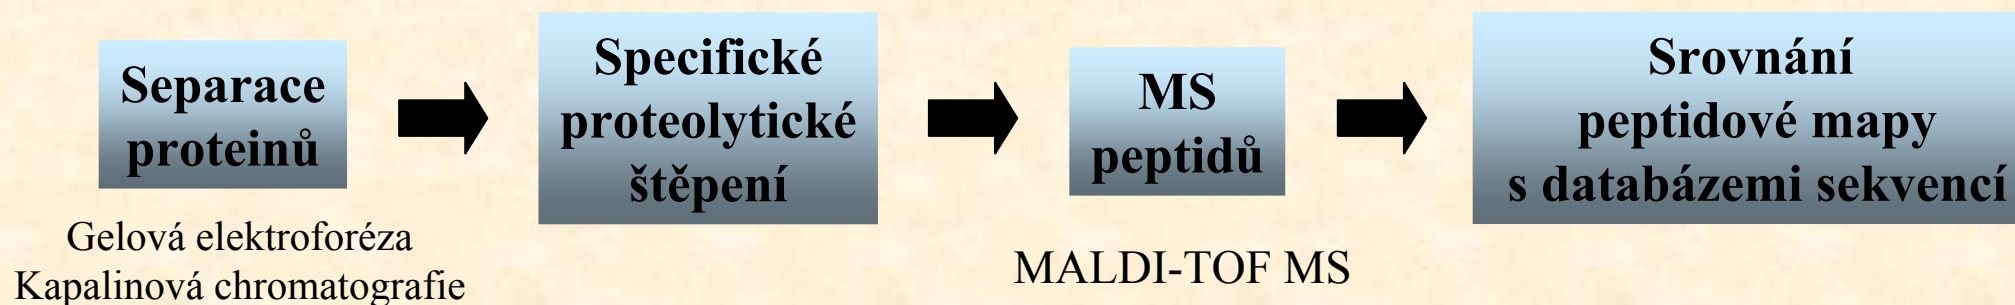 Separace
proteinů
Gelová elektroforéza
Kapalinová chromatografie
Specifické
proteolytické
štěpení
MS
peptidů
MALDI-TOF MS
Srovnání
peptidové mapy
s databázemi sekvencí